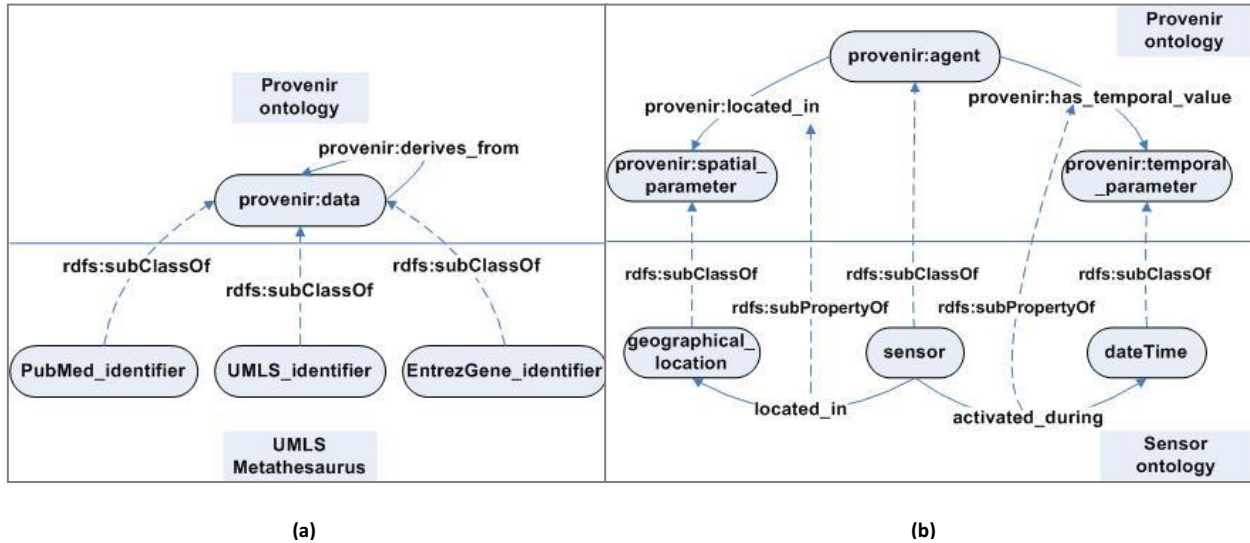 Provenir
ontology
provenir:derives_from
provenir:data
rdfs:subClassOf
rdfs:subClassOf
rdfs:subClassOf
PubMed_identifier
UMLS_identifier
EntrezGene_identifier
UMLS
Metathesaurus
(a)
Provenir
ontology
provenir:agent
provenir:located_in
provenir:has_temporal_value
provenir:spatial_
parameter
provenir:temporal
_parameter
rdfs:subClassOf
rdfs:subClassOf
rdfs:subClassOf
rdfs:subPropertyOf
rdfs:subPropertyOf
geographical_
location
sensor
dateTime
located_in
activated_during
Sensor
ontology
(b)